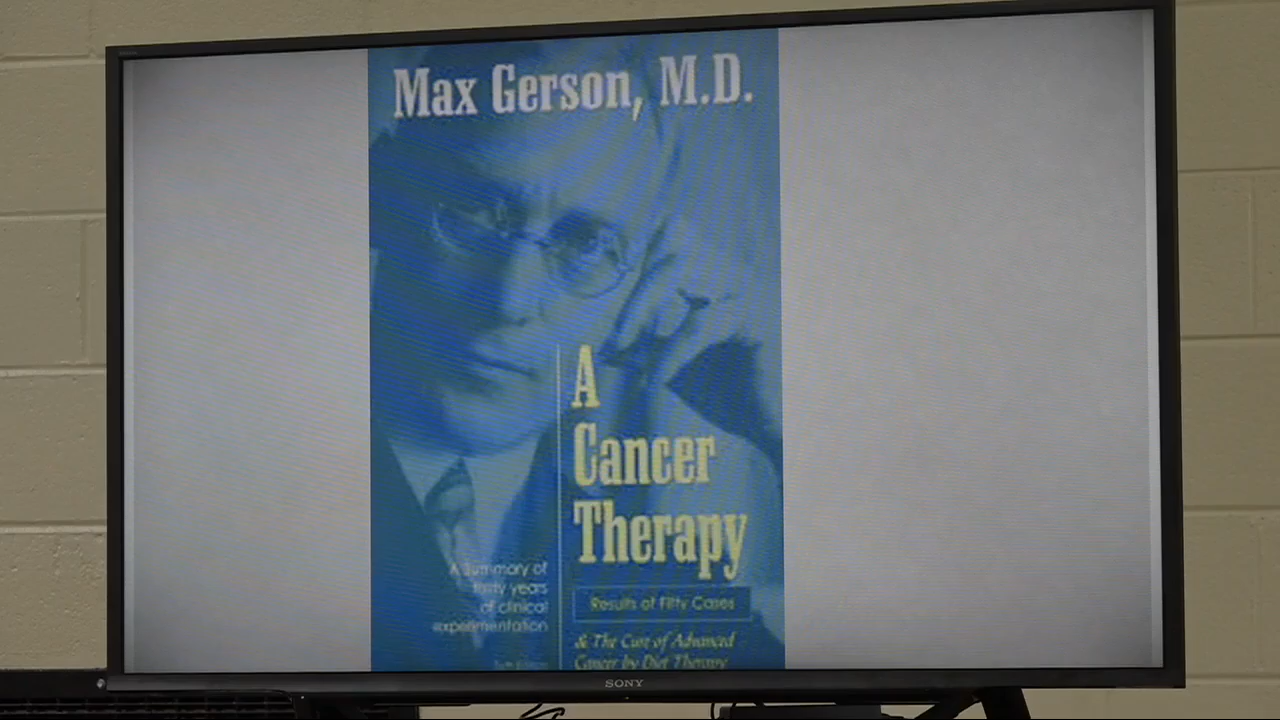 Max Gerson, M.D.
A
Cancer
Therapy
A Summary of
thirty years
of clinical
experimentation
Results of Fifty Cases
& The Cure of Advanced
Cancer by Diet Therapy
SONY